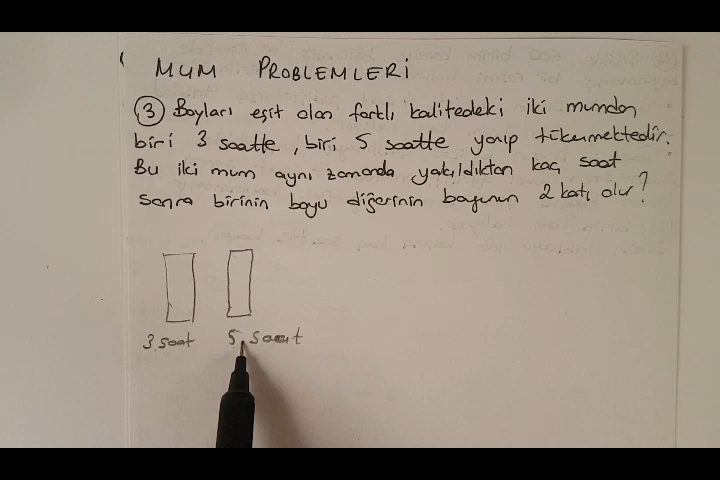 MUM PROBLEMLERİ
3 Boyları eşit olan farklı kalitedeki iki mumdan
biri 3 saatte, biri 5 saatte yanıp tükenmektedir.
Bu iki mum aynı zamanda yakıldıktan kaç saat
sonra birinin boyu diğerinin boyunun 2 katı olur?
3 saat 5 saat